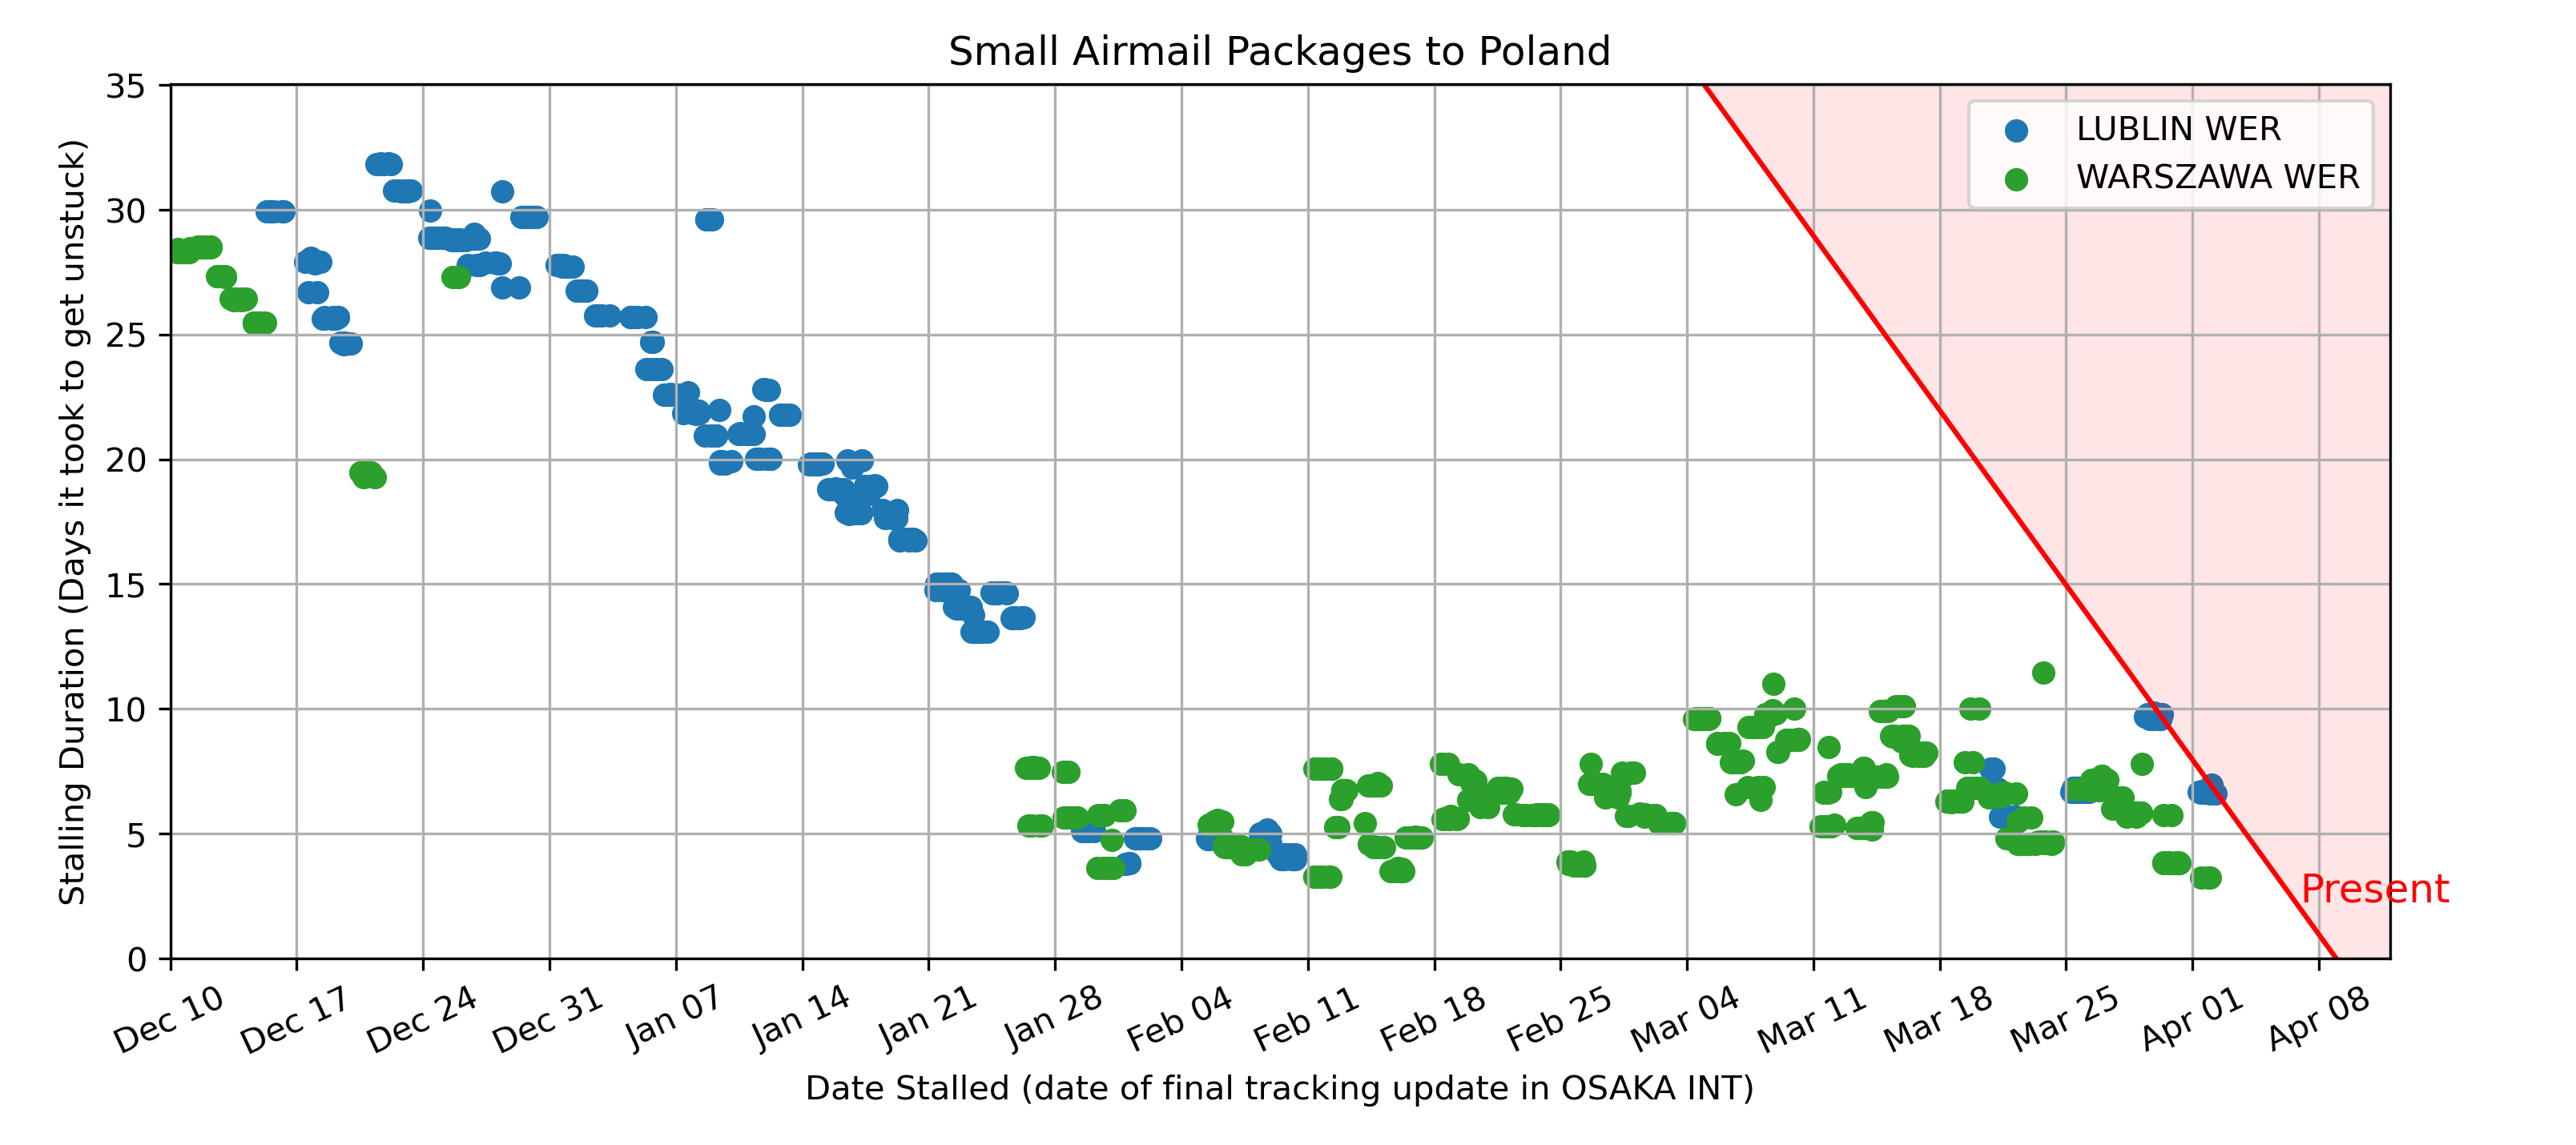 Small Airmail Packages to Poland
Stalling Duration (Days it took to get unstuck)
35
30
25
20
15
10
5
0
LUBLIN WER
WARSZAWA WER
Present
Dec 10
Dec 17
Dec 24
Dec 31
Jan 07
Jan 14
Jan 21
Jan 28
Feb 04
Feb 11
Feb 18
Feb 25
Mar 04
Mar 11
Mar 18
Mar 25
Apr 01
Apr 08
Date Stalled (date of final tracking update in OSAKA INT)